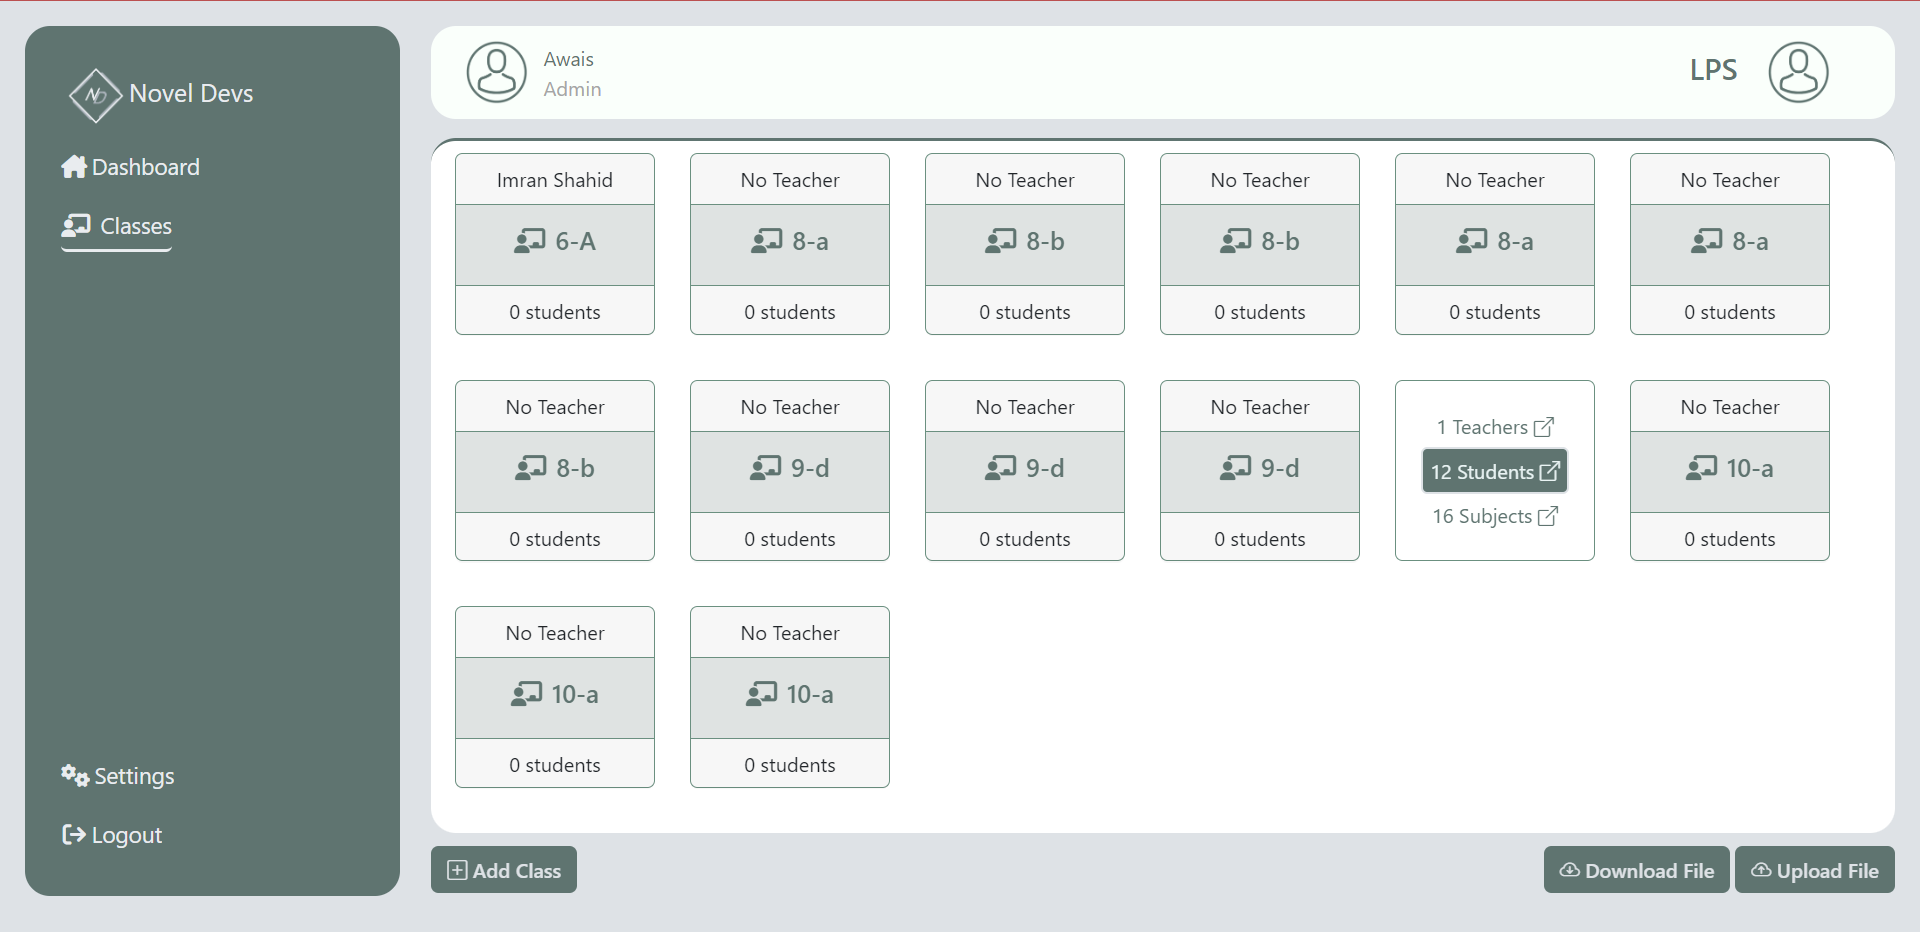 Novel Devs
Dashboard
Classes
Settings
Logout
Awais
Admin
LPS
Imran Shahid
6-A
0 students
No Teacher
8-a
0 students
No Teacher
8-b
0 students
No Teacher
8-b
0 students
No Teacher
8-a
0 students
No Teacher
8-a
0 students
No Teacher
8-b
0 students
No Teacher
9-d
0 students
No Teacher
9-d
0 students
No Teacher
9-d
0 students
1 Teachers
12 Students
16 Subjects
No Teacher
10-a
0 students
No Teacher
10-a
0 students
No Teacher
10-a
0 students
Add Class
Download File
Upload File